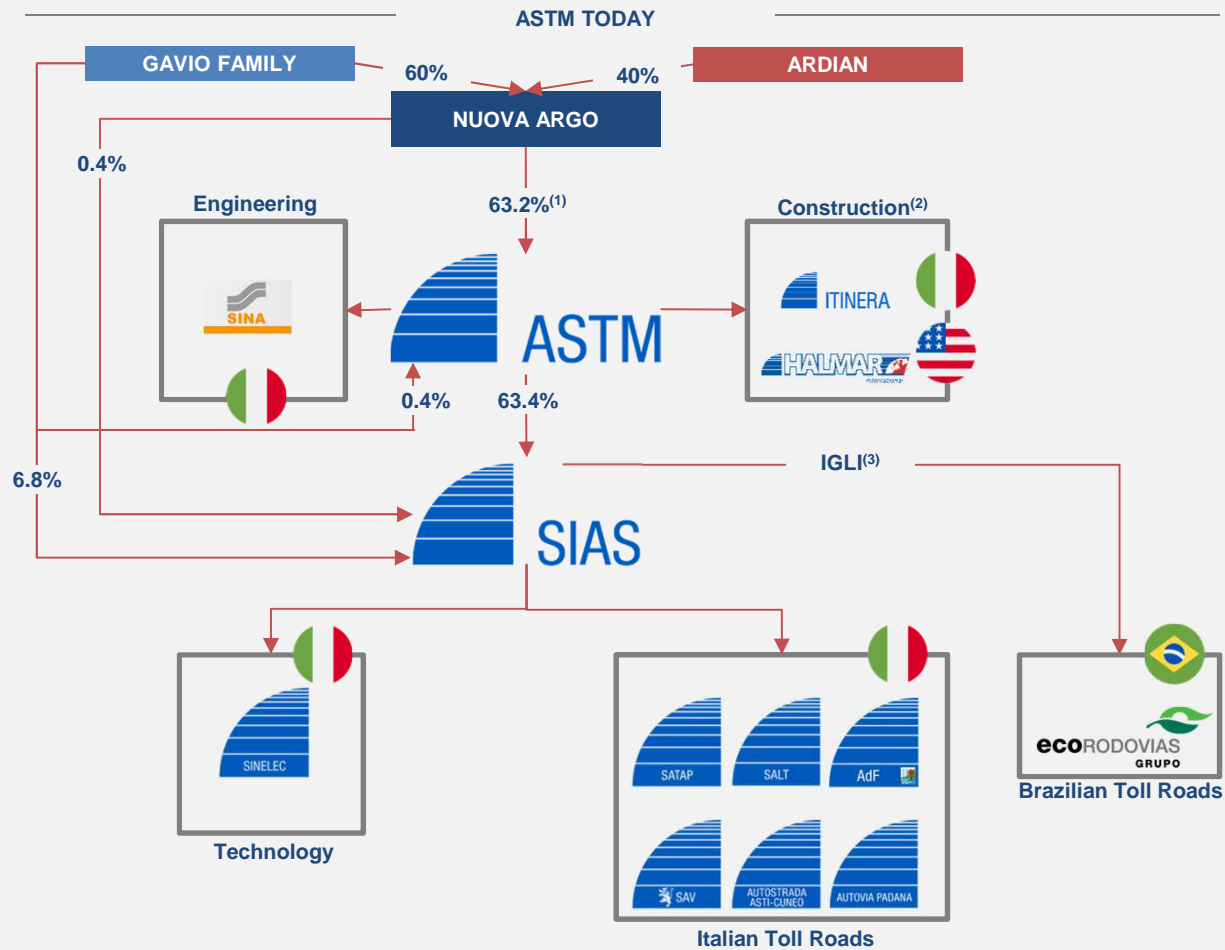 ASTM TODAY
GAVIO FAMILY
60%
40%
ARDIAN
NUOVA ARGO
0.4%
Engineering
63.2%(1)
Construction(2)
SINA
ASTM
ITINERA
HALMAR
International
0.4%
63.4%
6.8%
IGLI(3)
SIAS
SINELEC
Technology
SATAP
SALT
AdF
SAV
AUTOSTRADA
ASTI-CUNEO
AUTOVIA PADANA
Italian Toll Roads
ecoRODOVIAS
GRUPO
Brazilian Toll Roads